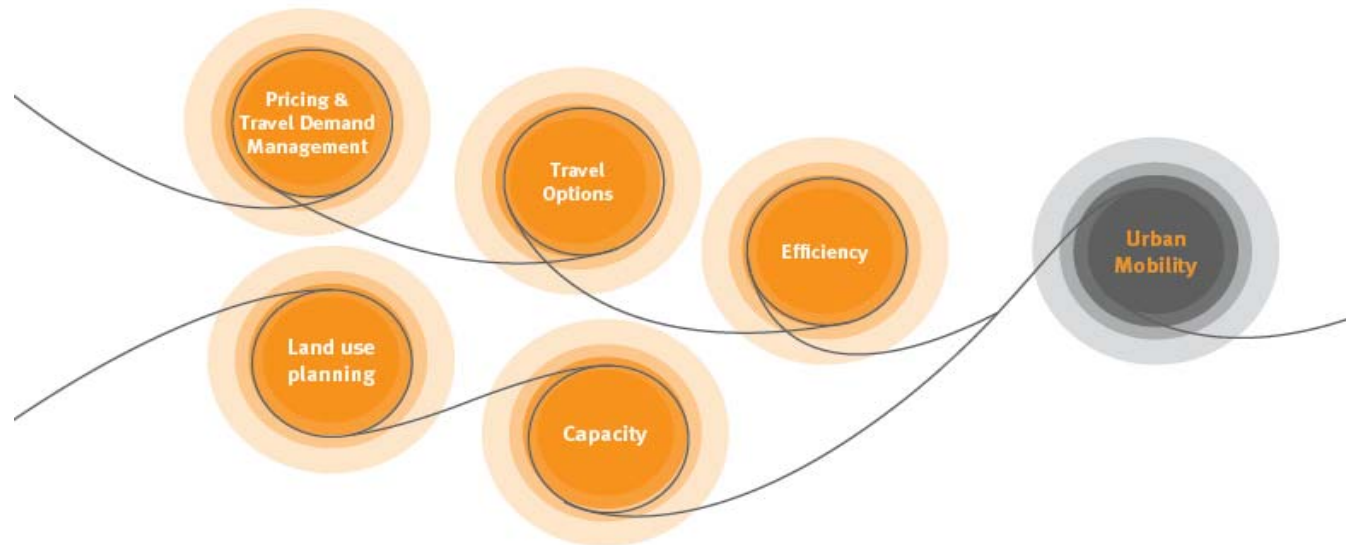 Pricing &
Travel Demand
Management
Travel
Options
Efficiency
Urban
Mobility
Land use
planning
Capacity